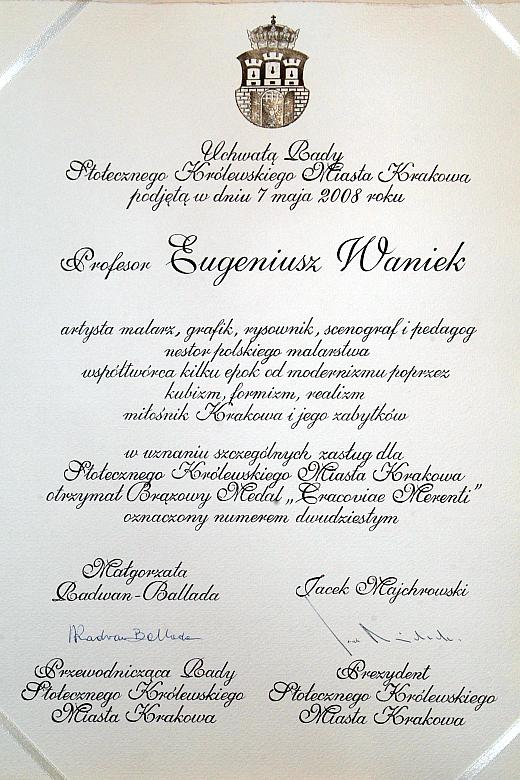 Uchwałą Rady
Stołecznego Królewskiego Miasta Krakowa
podjętą w dniu 7 maja 2008 roku
Profesor Eugeniusz Waniek
artysta malarz, grafik, rysownik, scenograf i pedagog
nestor polskiego malarstwa
współtwórca kilku epok od modernizmu poprzez
kubizm, formizm, realizm
miłośnik Krakowa i jego zabytków
w uznaniu szczególnych zasług dla
Stołecznego Królewskiego Miasta Krakowa
otrzymał Brązowy Medal „Cracoviae Merenti”
oznaczony numerem dwudziestym
Małgorzata
Radwan-Ballada
Jacek Majchrowski
Radwan Ballada
Przewodnicząca Rady
Stołecznego Królewskiego
Miasta Krakowa
Prezydent
Stołecznego Królewskiego
Miasta Krakowa